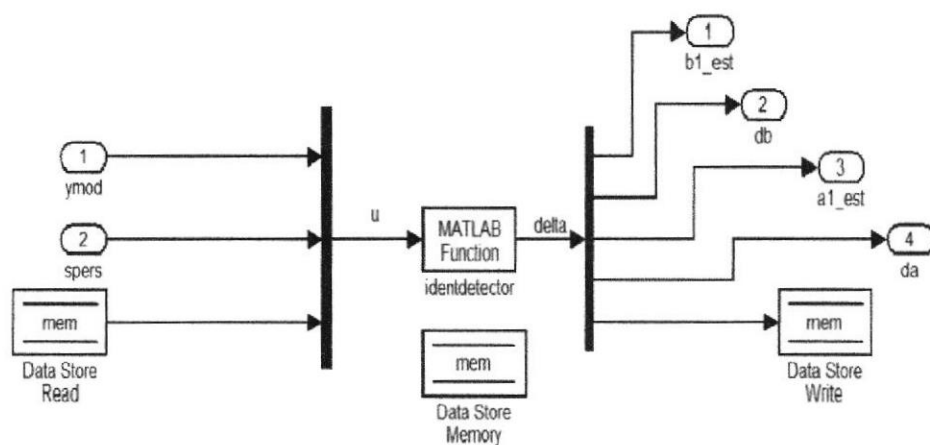 1
b1_est
2
db
1
ymod
3
a1_est
u
MATLAB
Function
delta
2
spers
identdetector
4
da
mem
Data Store
Read
mem
Data Store
Memory
mem
Data Store
Write